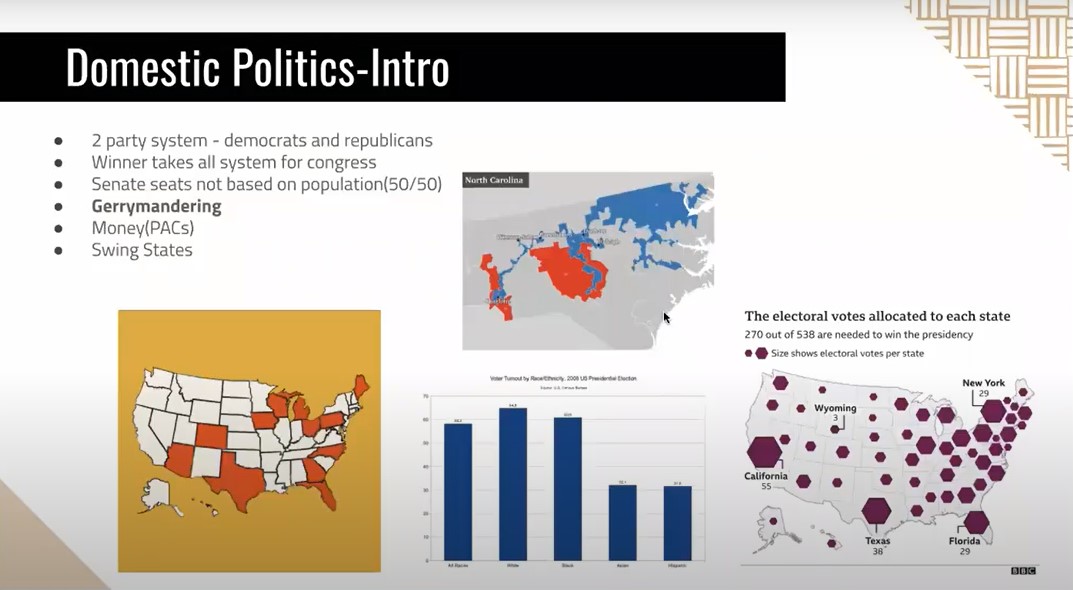 Domestic Politics-Intro
2 party system - democrats and republicans
Winner takes all system for congress
Senate seats not based on population(50/50)
Gerrymandering
Money(PACs)
Swing States
North Carolina
Voter Turnout by Race/Ethnicity, 2008 US Presidential Election
Source: U.S. Census Bureau
70
60
50
40
30
20
10
0
All Races
White
Black
Asian
Hispanic
The electoral votes allocated to each state
270 out of 538 are needed to win the presidency
Size shows electoral votes per state
New York
29
Wyoming
3
California
55
Texas
38
Florida
29
BBC